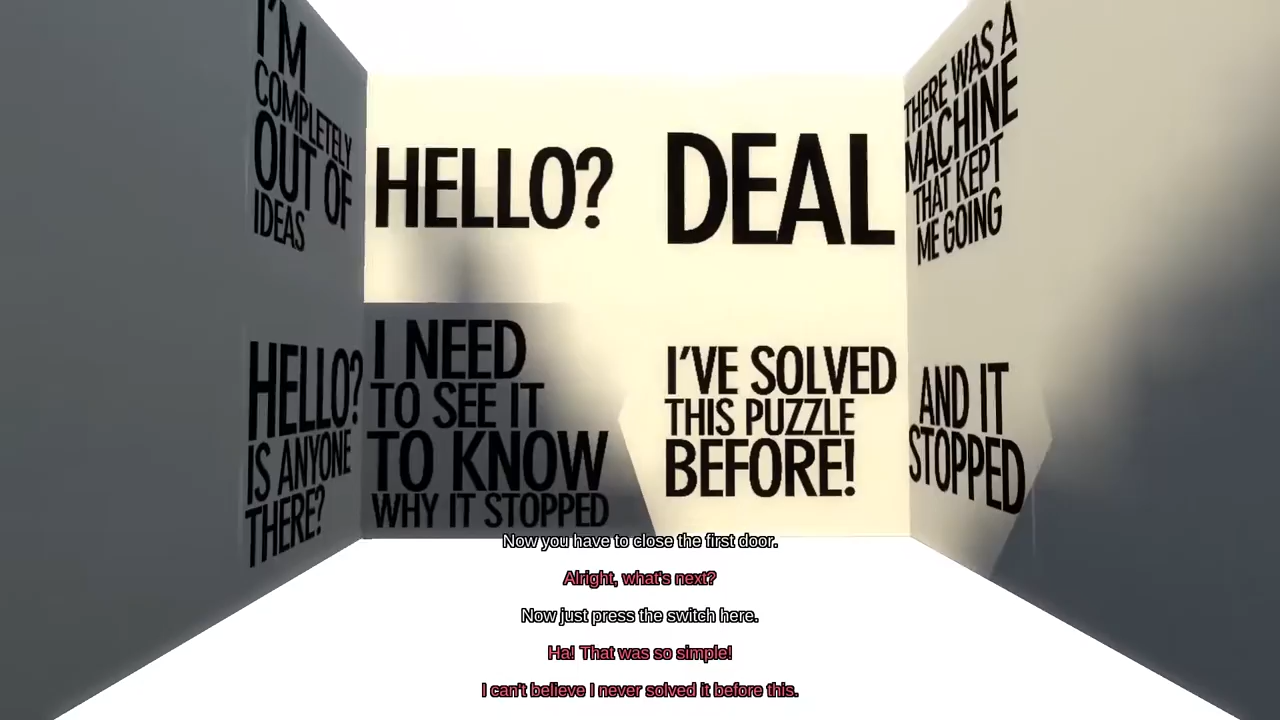 I'M
COMPLETELY
OUT OF
IDEAS
HELLO?
IS ANYONE
THERE?
HELLO?
I NEED
TO SEE IT
TO KNOW
WHY IT STOPPED
DEAL
I'VE SOLVED
THIS PUZZLE
BEFORE!
THERE WAS A
MACHINE
THAT KEPT
ME GOING
AND IT
STOPPED
Now you have to close the first door.
Alright, what's next?
Now just press the switch here.
Ha! That was so simple!
I can't believe I never solved it before this.